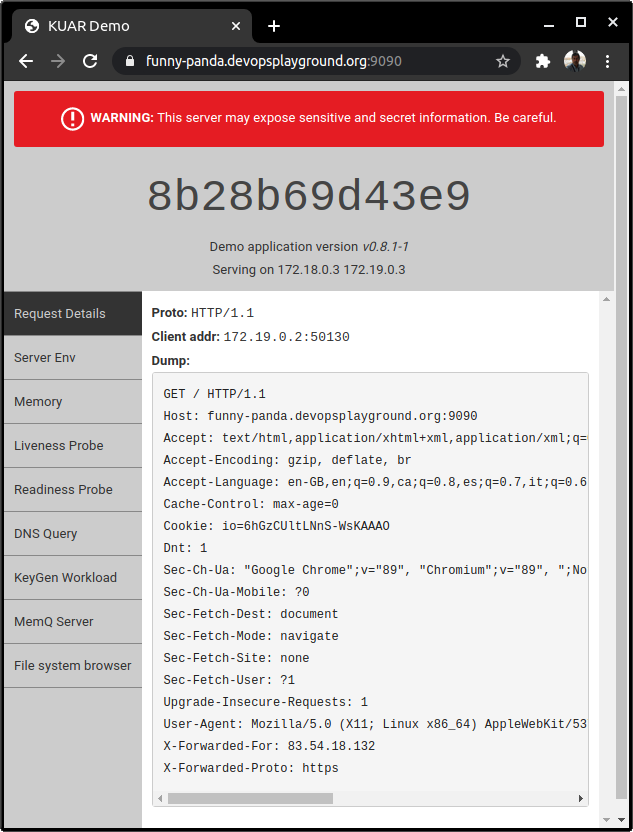 KUAR Demo
funny-panda.devopsplayground.org:9090
WARNING: This server may expose sensitive and secret information. Be careful.
8b28b69d43e9
Demo application version v0.8.1-1
Serving on 172.18.0.3 172.19.0.3
Request Details
Server Env
Memory
Liveness Probe
Readiness Probe
DNS Query
KeyGen Workload
MemQ Server
File system browser
Proto: HTTP/1.1
Client addr: 172.19.0.2:50130
Dump:
GET / HTTP/1.1
Host: funny-panda.devopsplayground.org:9090
Accept: text/html,application/xhtml+xml,application/xml;q=
Accept-Encoding: gzip, deflate, br
Accept-Language: en-GB,en;q=0.9,ca;q=0.8,es;q=0.7,it;q=0.6
Cache-Control: max-age=0
Cookie: io=6hGzCUltLNnS-WsKAAAO
Dnt: 1
Sec-Ch-Ua: "Google Chrome";v="89", "Chromium";v="89", ";No
Sec-Ch-Ua-Mobile: ?0
Sec-Fetch-Dest: document
Sec-Fetch-Mode: navigate
Sec-Fetch-Site: none
Sec-Fetch-User: ?1
Upgrade-Insecure-Requests: 1
User-Agent: Mozilla/5.0 (X11; Linux x86_64) AppleWebKit/53
X-Forwarded-For: 83.54.18.132
X-Forwarded-Proto: https